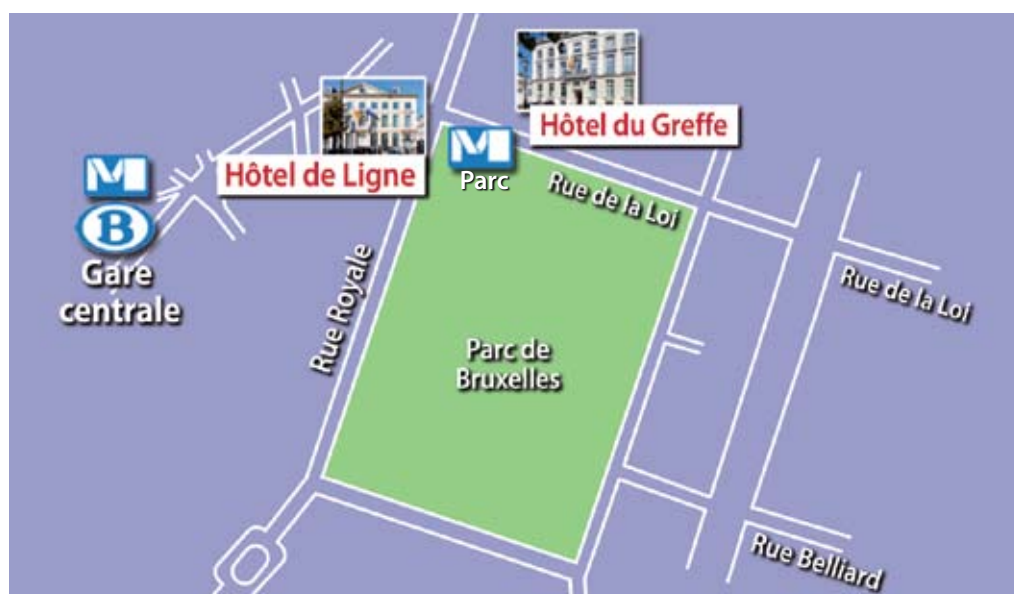 Hôtel du Greffe
M
Parc
Hôtel de Ligne
Rue de la Loi
M
B
Gare
centrale
Rue Royale
Rue de la Loi
Parc de
Bruxelles
Rue Belliard